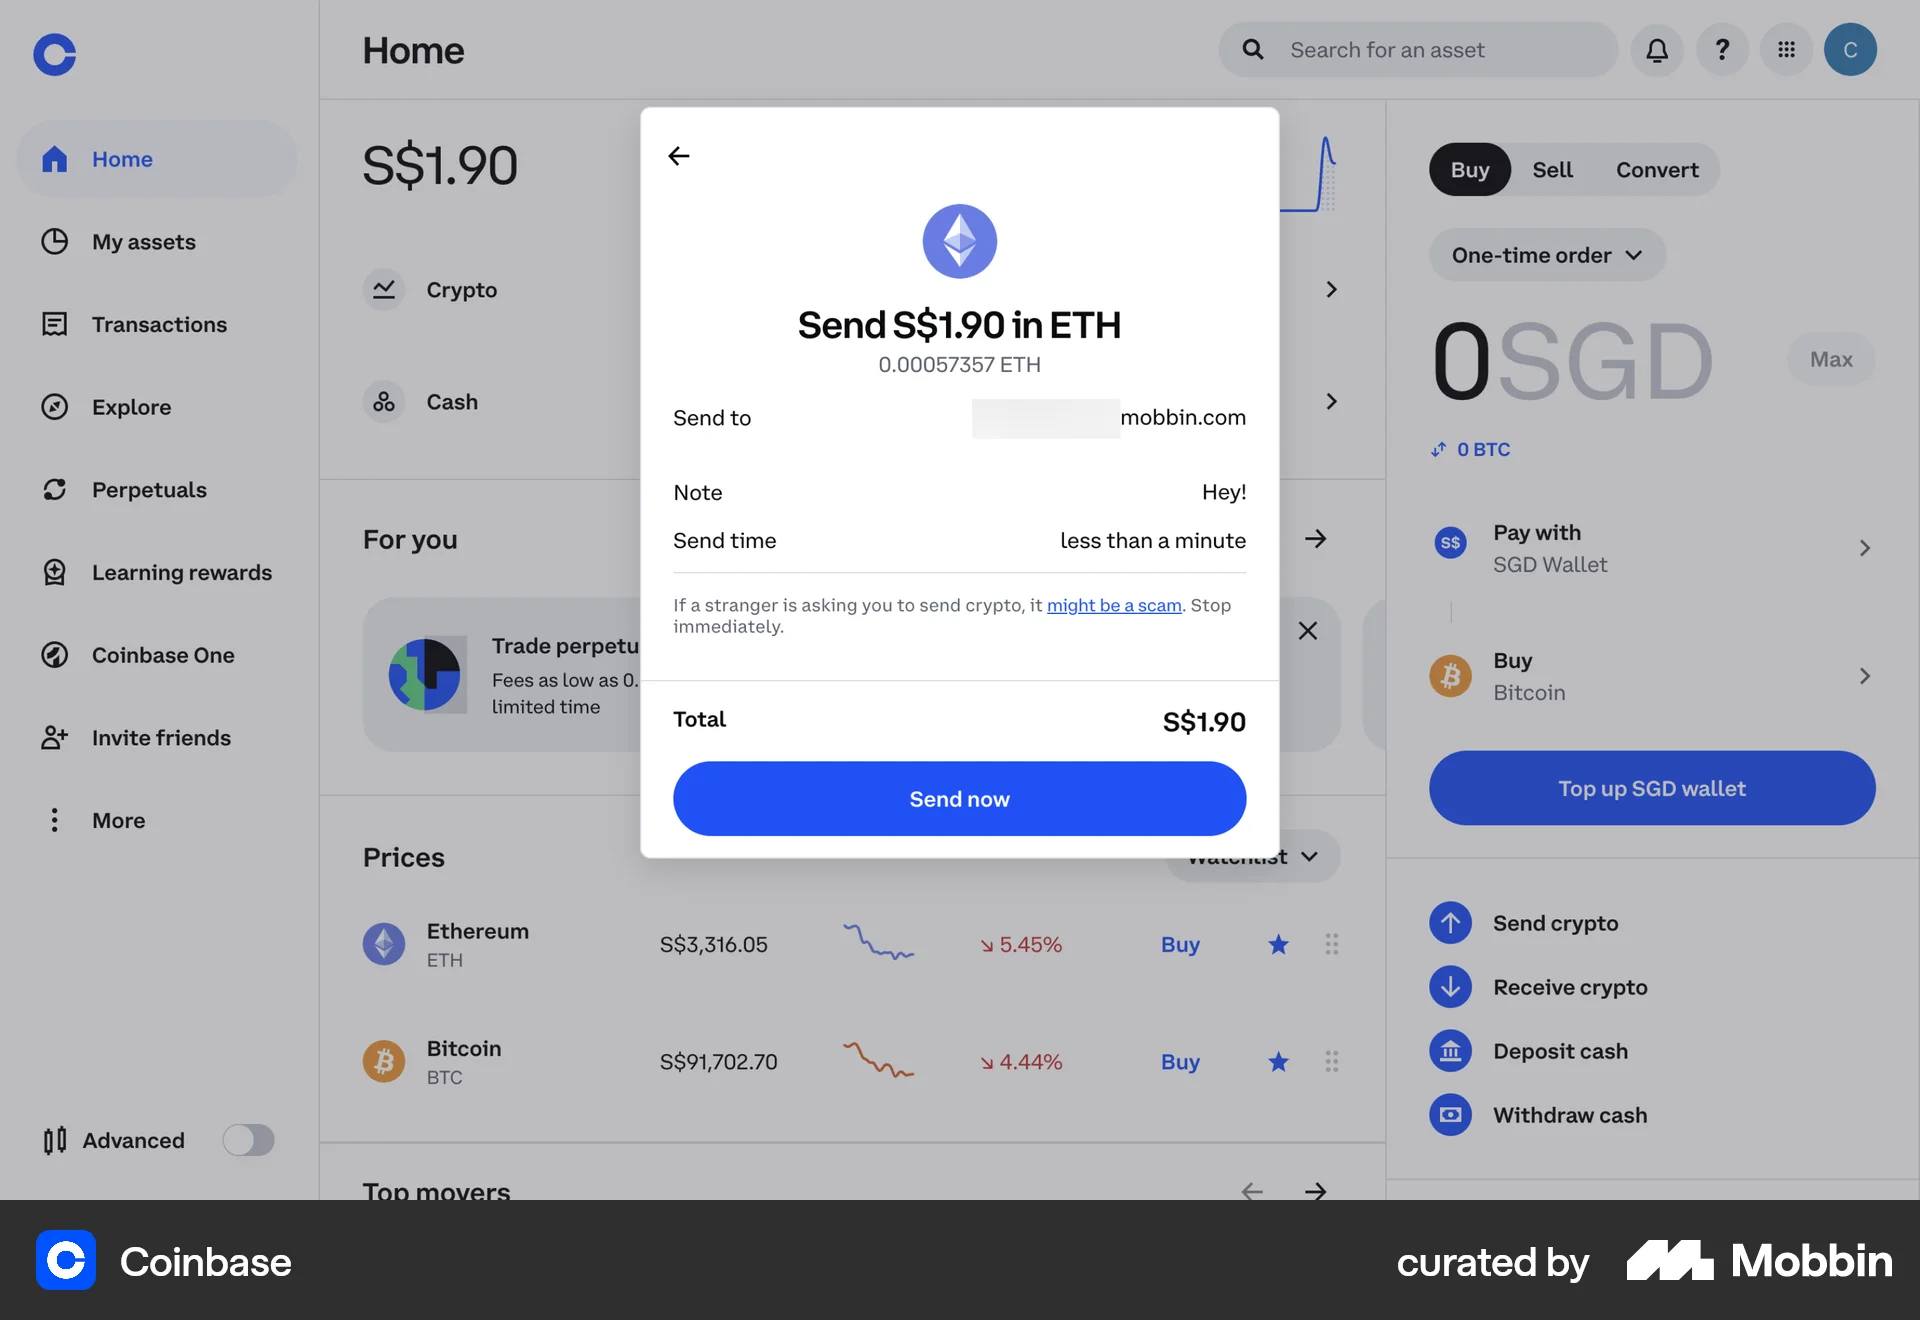 Home
Search for an asset
?
C
Home
My assets
Transactions
Explore
Perpetuals
Learning rewards
Coinbase One
Invite friends
More
Advanced
S$1.90
Crypto
Cash
For you
Trade perpetu
Fees as low as 0.
limited time
Prices
Watchlist
Ethereum
ETH
S$3,316.05
5.45%
Buy
Bitcoin
BTC
S$91,702.70
4.44%
Buy
Top movers
Send S$1.90 in ETH
0.00057357 ETH
Send to
mobbin.com
Note
Hey!
Send time
less than a minute
If a stranger is asking you to send crypto, it might be a scam. Stop
immediately.
Total
S$1.90
Send now
Buy
Sell
Convert
One-time order
0SGD
Max
0 BTC
S$
Pay with
SGD Wallet
Buy
Bitcoin
Top up SGD wallet
Send crypto
Receive crypto
Deposit cash
Withdraw cash
Coinbase
curated by
Mobbin